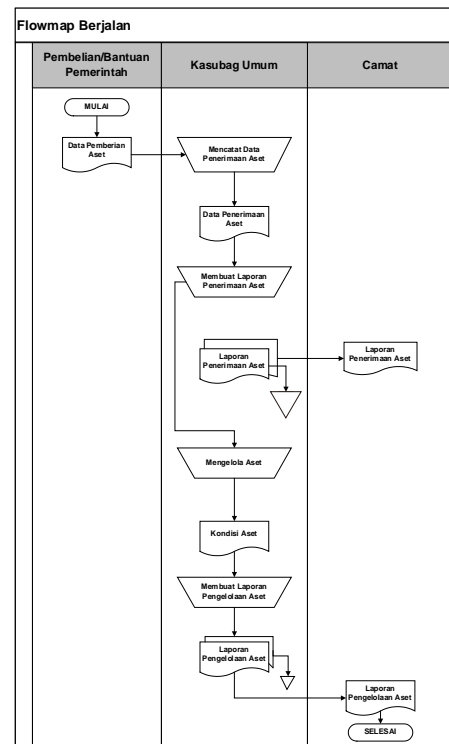 Flowmap Berjalan
Pembelian/Bantuan
Pemerintah
Kasubag Umum
Camat
MULAI
Data Pemberian
Aset
Mencatat Data
Penerimaan Aset
Data Penerimaan
Aset
Membuat Laporan
Penerimaan Aset
Laporan
Penerimaan Aset
Laporan
Penerimaan Aset
Mengelola Aset
Kondisi Aset
Membuat Laporan
Pengelolaan Aset
Laporan
Pengelolaan Aset
Laporan
Pengelolaan Aset
SELESAI